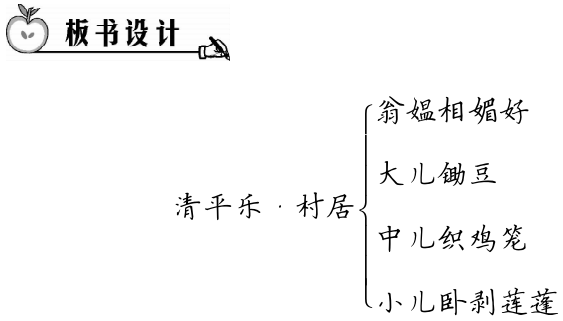 板书设计
翁媪相媚好
大儿锄豆
清平乐·村居
中儿织鸡笼
小儿卧剥莲蓬